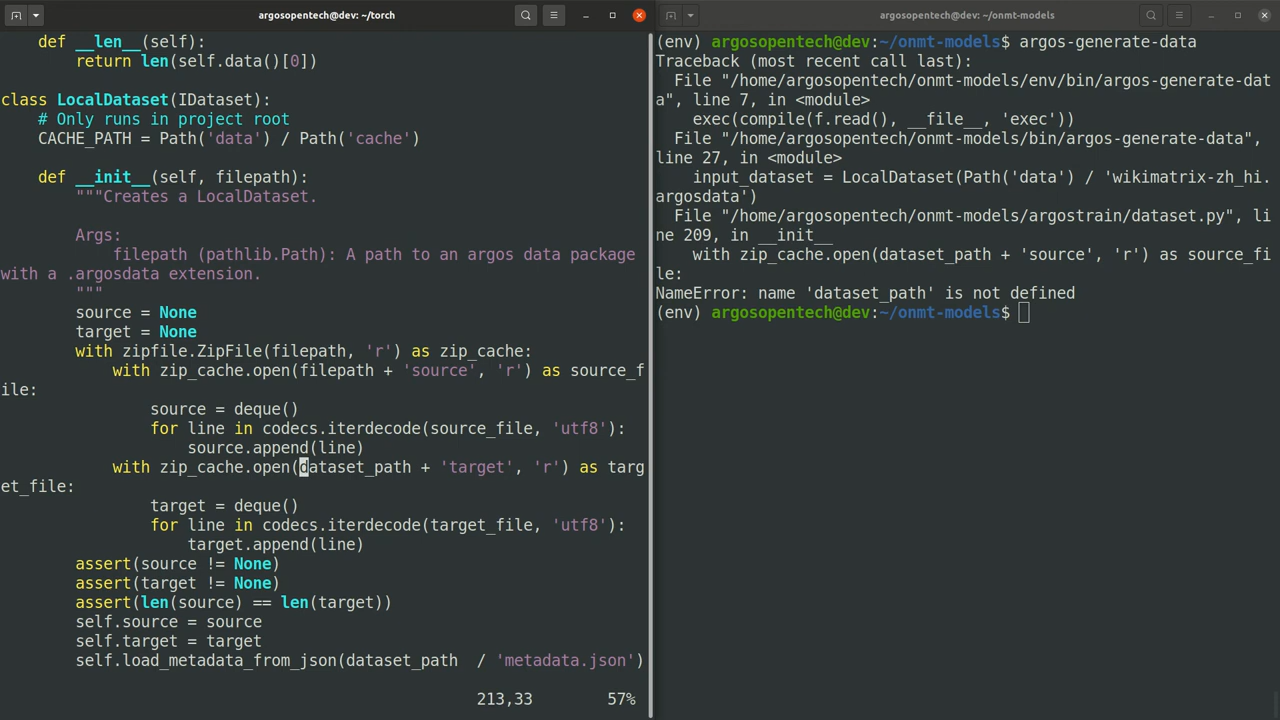 argosopentech@dev: ~/torch
    def __len__(self):
        return len(self.data()[0])
class LocalDataset(IDataset):
    # Only runs in project root
    CACHE_PATH = Path('data') / Path('cache')
    def __init__(self, filepath):
        """Creates a LocalDataset.
        Args:
            filepath (pathlib.Path): A path to an argos data package
with a .argosdata extension.
        """
        source = None
        target = None
        with zipfile.ZipFile(filepath, 'r') as zip_cache:
            with zip_cache.open(filepath + 'source', 'r') as source_f
ile:
                source = deque()
                for line in codecs.iterdecode(source_file, 'utf8'):
                    source.append(line)
            with zip_cache.open(dataset_path + 'target', 'r') as targ
et_file:
                target = deque()
                for line in codecs.iterdecode(target_file, 'utf8'):
                    target.append(line)
        assert(source != None)
        assert(target != None)
        assert(len(source) == len(target))
        self.source = source
        self.target = target
        self.load_metadata_from_json(dataset_path  / 'metadata.json')
213,33        57%
argosopentech@dev: ~/onmt-models
(env) argosopentech@dev:~/onmt-models$ argos-generate-data
Traceback (most recent call last):
  File "/home/argosopentech/onmt-models/env/bin/argos-generate-dat
a", line 7, in <module>
    exec(compile(f.read(), __file__, 'exec'))
  File "/home/argosopentech/onmt-models/bin/argos-generate-data",
line 27, in <module>
    input_dataset = LocalDataset(Path('data') / 'wikimatrix-zh_hi.
argosdata')
  File "/home/argosopentech/onmt-models/argostrain/dataset.py", li
ne 209, in __init__
    with zip_cache.open(dataset_path + 'source', 'r') as source_fi
le:
NameError: name 'dataset_path' is not defined
(env) argosopentech@dev:~/onmt-models$